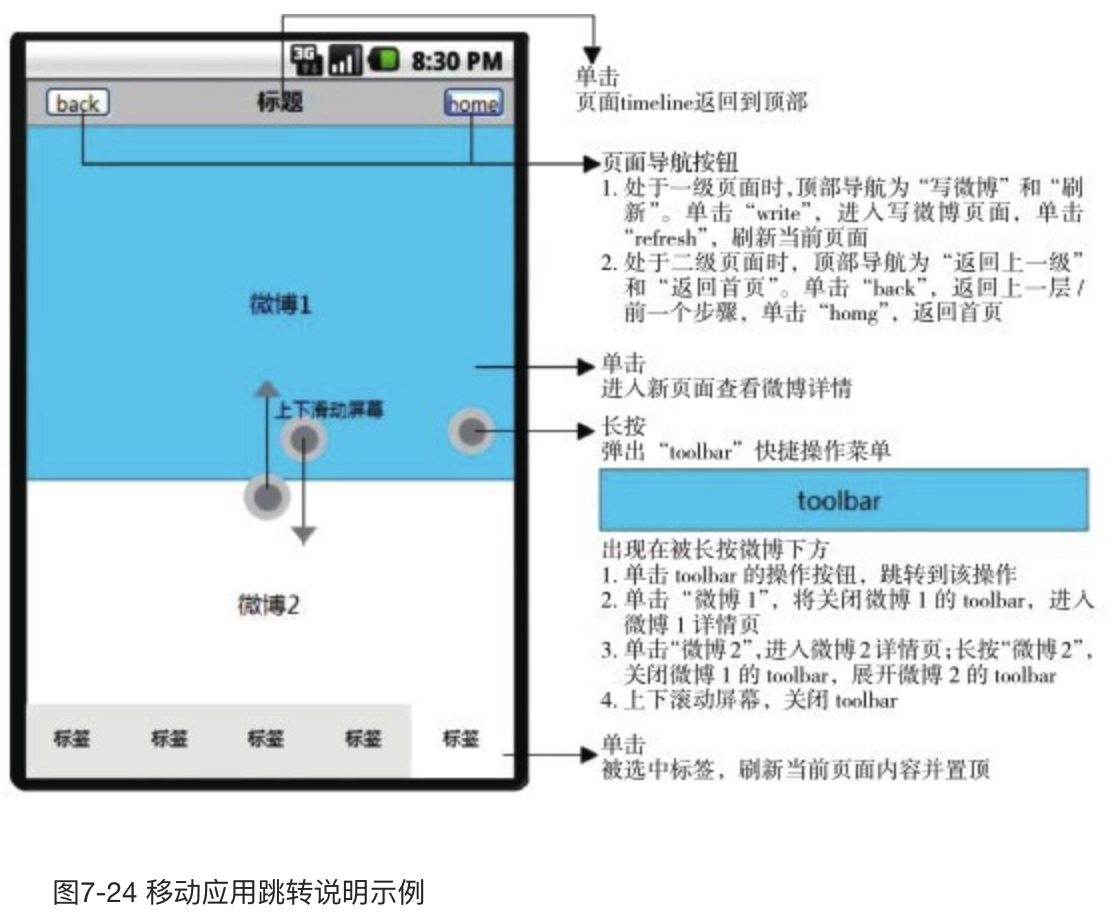 3G
8:30 PM
back
标题
home
单击
页面timeline返回到顶部
页面导航按钮
1. 处于一级页面时,顶部导航为“写微博”和“刷
新”。单击“write”，进入写微博页面，单击
“refresh”，刷新当前页面
2. 处于二级页面时，顶部导航为“返回上一级”
和“返回首页”。单击“back”，返回上一层 /
前一个步骤，单击“homg”，返回首页
微博1
单击
进入新页面查看微博详情
上下滑动屏幕
长按
弹出“toolbar”快捷操作菜单
toolbar
出现在被长按微博下方
1. 单击 toolbar 的操作按钮，跳转到该操作
2. 单击“微博 1”，将关闭微博 1 的 toolbar，进入
微博 1 详情页
3. 单击“微博 2”,进入微博 2 详情页;长按“微博 2”,
关闭微博 1 的 toolbar，展开微博 2 的 toolbar
4. 上下滚动屏幕，关闭 toolbar
微博2
标签 标签 标签 标签 标签
单击
被选中标签，刷新当前页面内容并置顶
图7-24 移动应用跳转说明示例